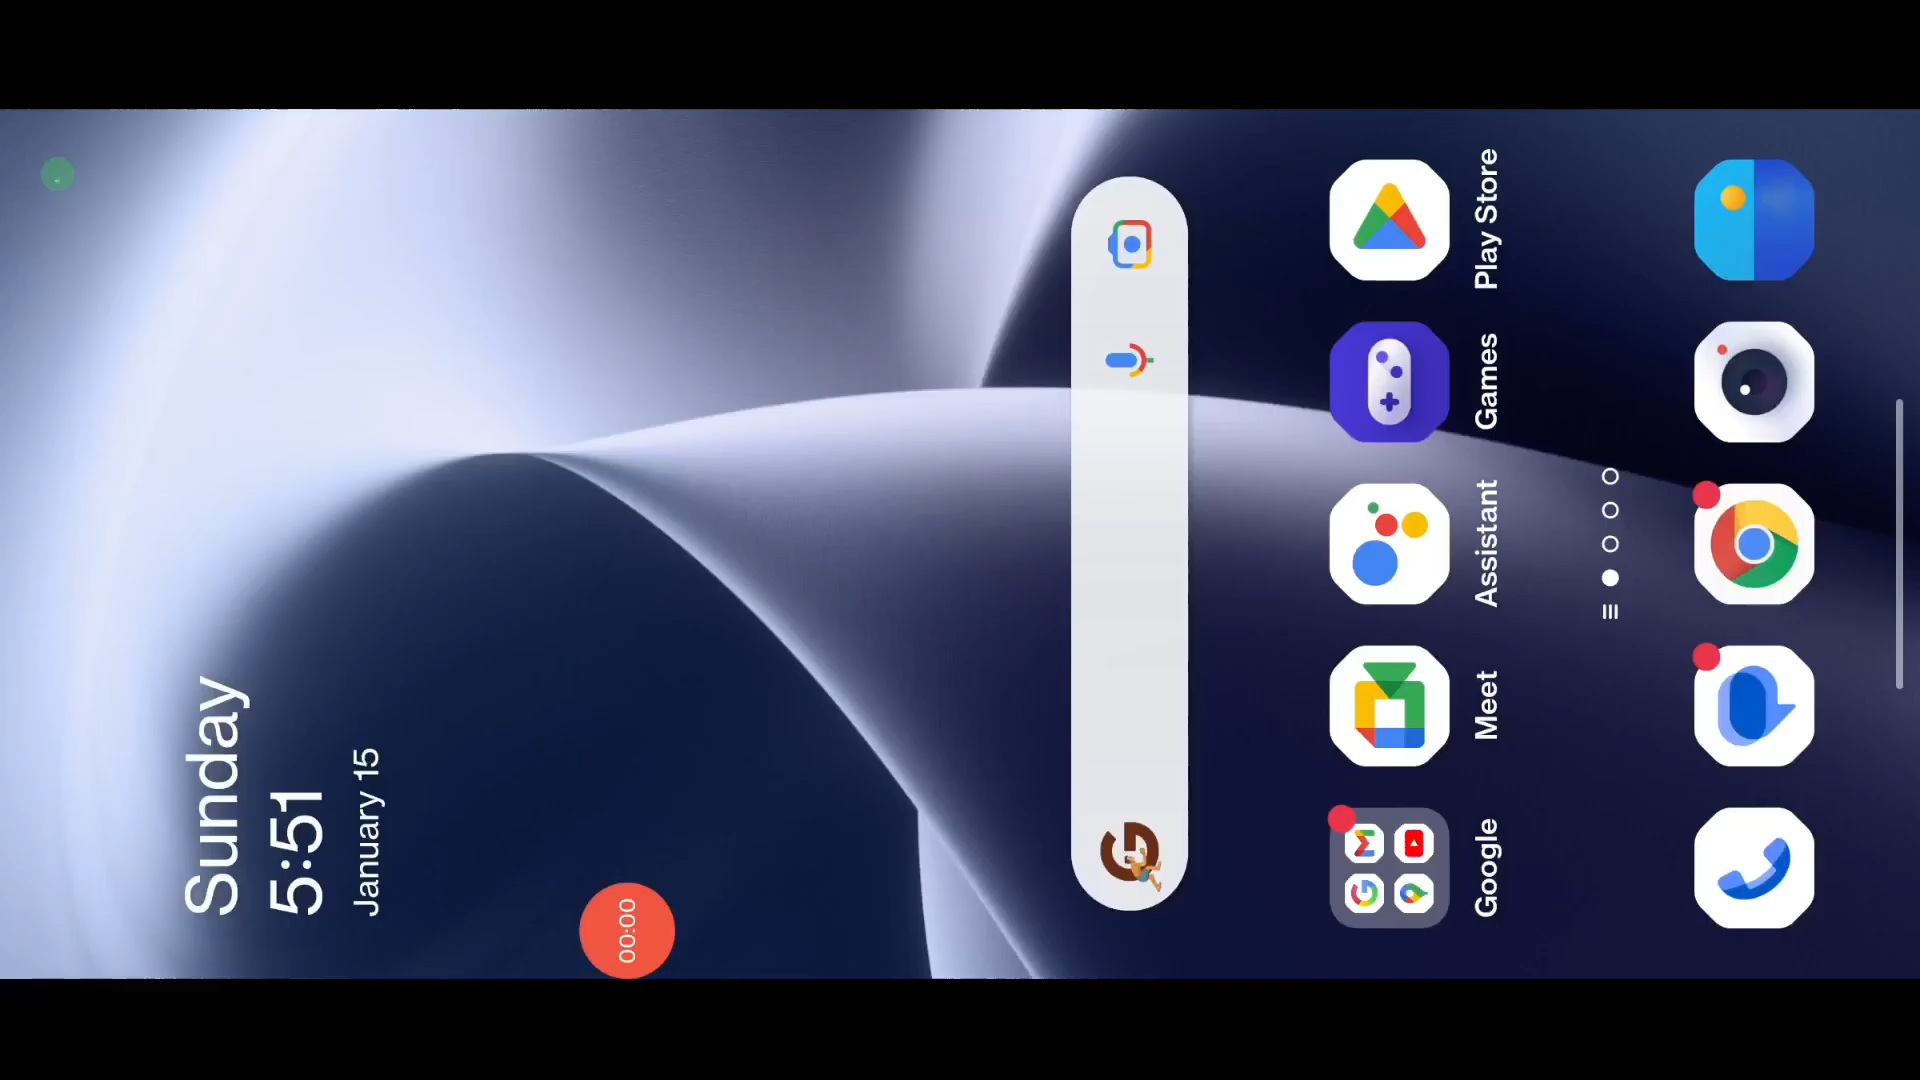 Sunday
5:51
January 15
00:00
Google
Meet
Assistant
Games
Play Store